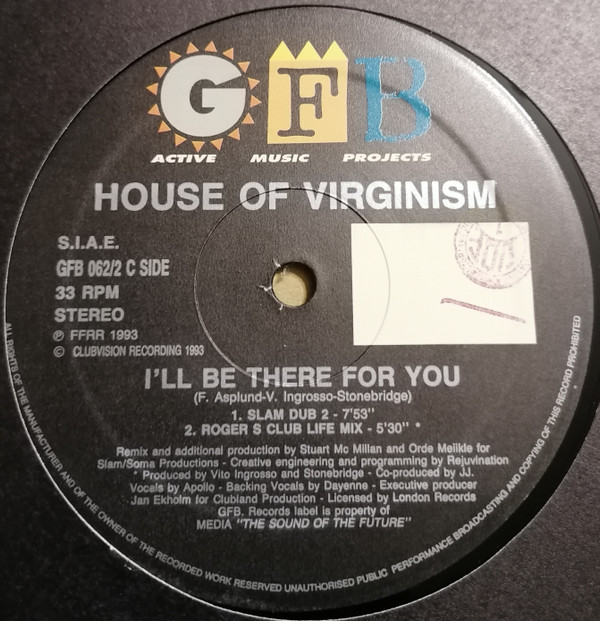 G F B
ACTIVE MUSIC PROJECTS
HOUSE OF VIRGINISM
S.I.A.E.
GFB 062/2 C SIDE
33 RPM
STEREO
℗ FFRR 1993
© CLUBVISION RECORDING 1993
I'LL BE THERE FOR YOU
(F. Asplund-V. Ingrosso-Stonebridge)
1. SLAM DUB 2 - 7'53"
2. ROGER S CLUB LIFE MIX - 5'30" *
Remix and additional production by Stuart Mc Millan and Orde Melikle for
Slam/Soma Productions - Creative engineering and programming by Rejuvination
* Produced by Vito Ingrosso and Stonebridge - Co-produced by JJ.
Vocals by Apollo - Backing Vocals by Dayenne - Executive producer
Jan Ekholm for Clubland Production - Licensed by London Records
GFB. Records label is property of
MEDIA "THE SOUND OF THE FUTURE"
ALL RIGHTS OF THE MANUFACTURER AND OF THE OWNER OF THE RECORDED WORK RESERVED UNAUTHORISED PUBLIC PERFORMANCE BROADCASTING AND COPYING OF THIS RECORD PROHIBITED